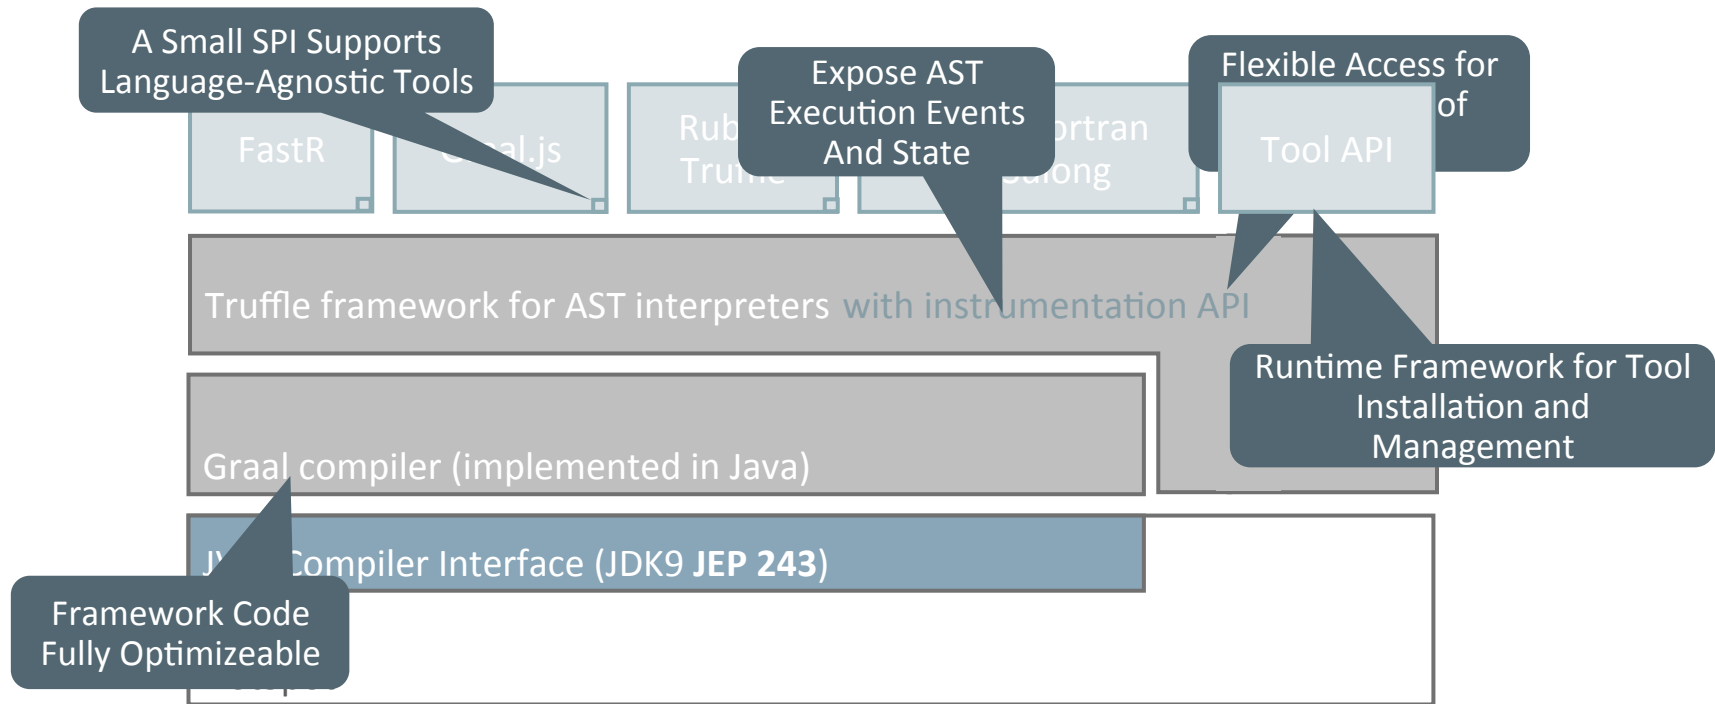 A Small SPI Supports
Language-Agnostic Tools
Expose AST
Execution Events
And State
Flexible Access for
of
FastR
Tool API
Truffle framework for AST interpreters with instrumentation API
Runtime Framework for Tool
Installation and
Management
Graal compiler (implemented in Java)
Compiler Interface (JDK9 JEP 243)
Framework Code
Fully Optimizeable